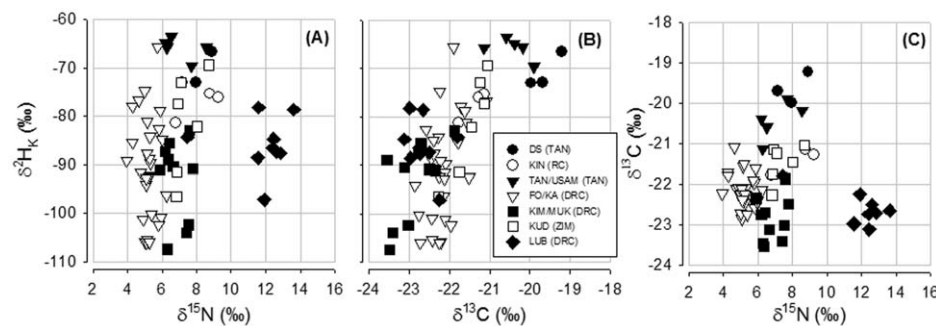 -60
-70
-80
-90
-100
-110
δ²H_K (‰)
(A)
2 4 6 8 10 12 14 16
δ¹⁵N (‰)
(B)
DS (TAN)
KIN (RC)
TAN/USAM (TAN)
FO/KA (DRC)
KIM/MUK (DRC)
KUD (ZIM)
LUB (DRC)
-24 -23 -22 -21 -20 -19 -18
δ¹³C (‰)
-18
-19
-20
-21
-22
-23
-24
δ¹³C (‰)
(C)
2 4 6 8 10 12 14 16
δ¹⁵N (‰)